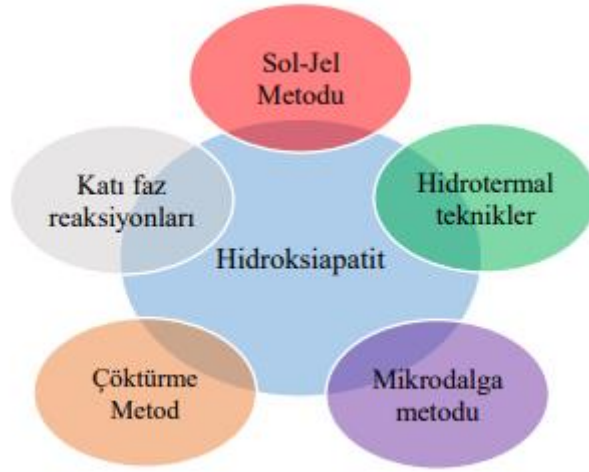 Sol-Jel
Metodu
Katı faz
reaksiyonları
Hidrotermal
teknikler
Hidroksiapatit
Çöktürme
Metod
Mikrodalga
metodu